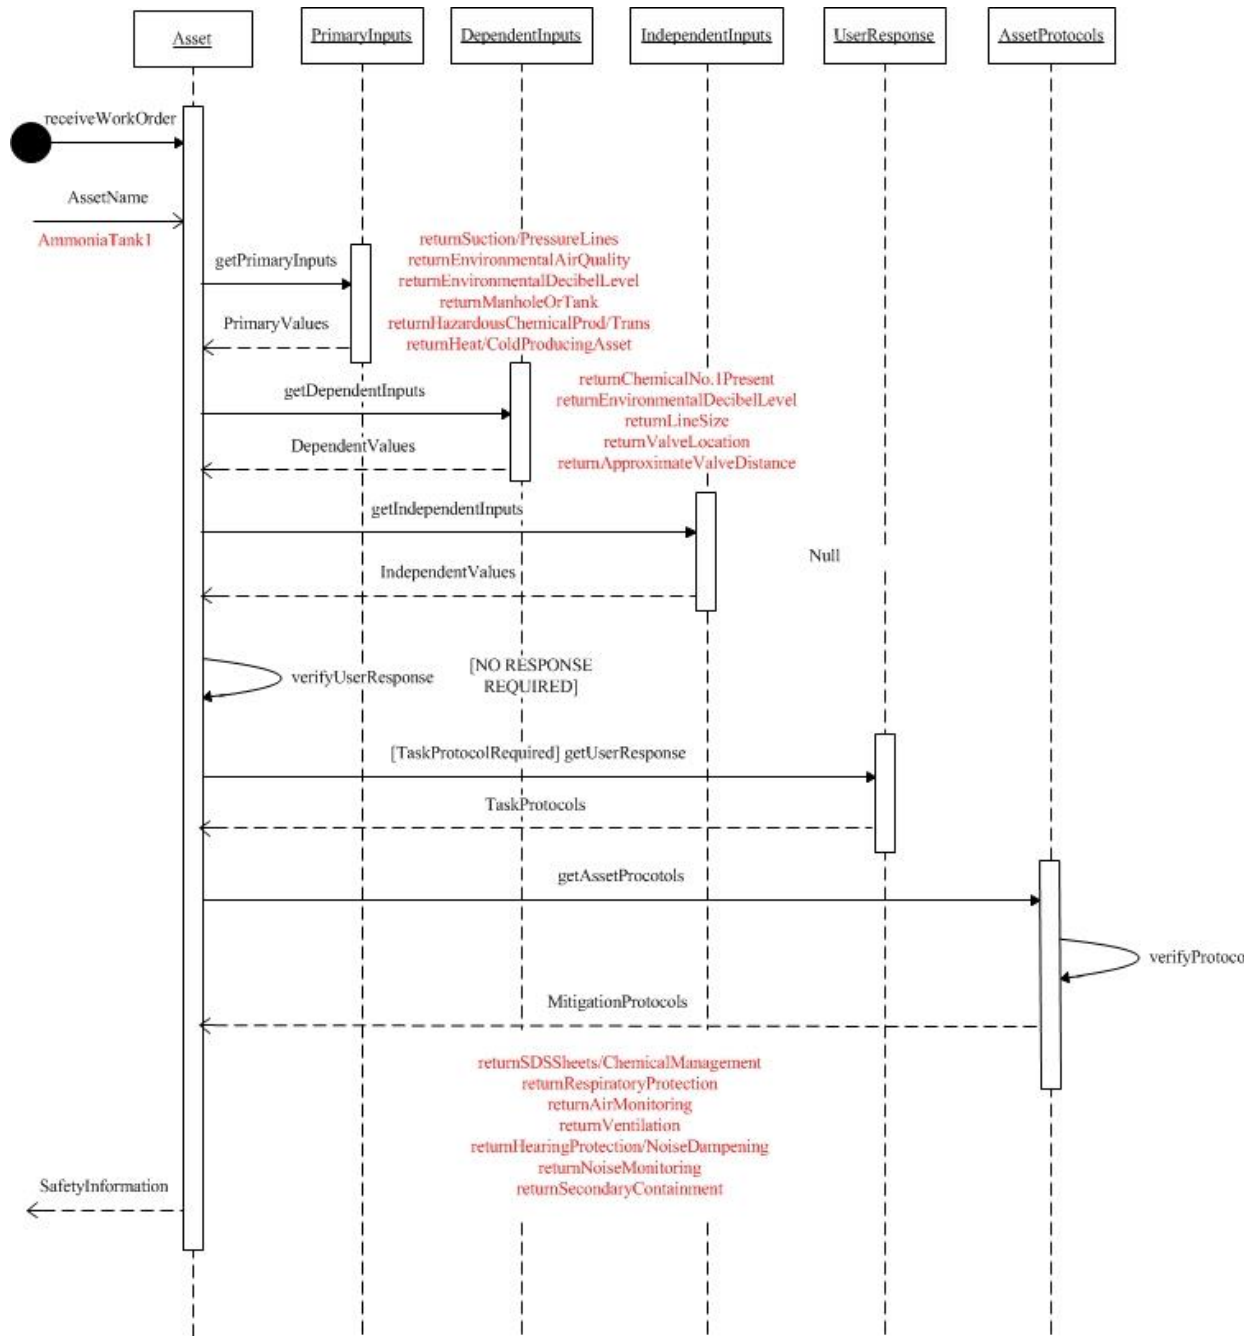 Asset
PrimaryInputs
DependentInputs
IndependentInputs
UserResponse
AssetProtocols
receiveWorkOrder
AssetName
AmmoniaTank1
getPrimaryInputs
PrimaryValues
returnSuction/PressureLines
returnEnvironmentalAirQuality
returnEnvironmentalDecibelLevel
returnManholeOrTank
returnHazardousChemicalProd/Trans
returnHeat/ColdProducingAsset
getDependentInputs
DependentValues
returnChemicalNo.1Present
returnEnvironmentalDecibelLevel
returnLineSize
returnValveLocation
returnApproximateValveDistance
getIndependentInputs
IndependentValues
Null
verifyUserResponse
[NO RESPONSE
REQUIRED]
[TaskProtocolRequired] getUserResponse
TaskProtocols
getAssetProcotols
verifyProtoco
MitigationProtocols
returnSDSSheets/ChemicalManagement
returnRespiratoryProtection
returnAirMonitoring
returnVentilation
returnHearingProtection/NoiseDampening
returnNoiseMonitoring
returnSecondaryContainment
SafetyInformation